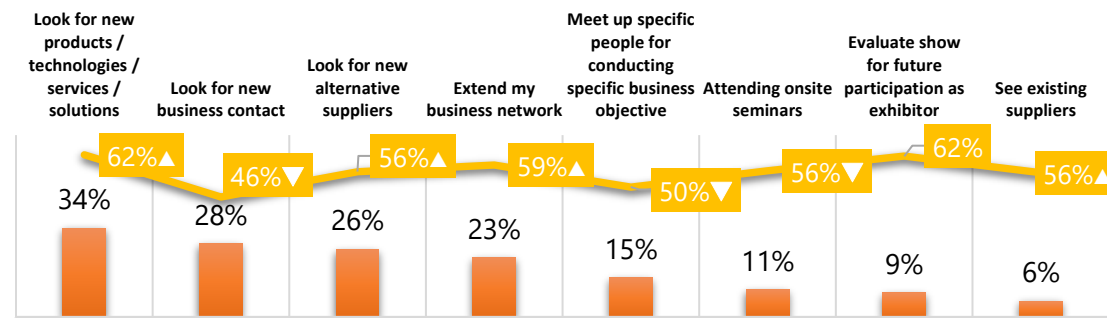 Look for new
products /
technologies /
services /
solutions
Look for new
business contact
Look for new
alternative
suppliers
Extend my
business network
Meet up specific
people for
conducting
specific business
objective
Attending onsite
seminars
Evaluate show
for future
participation as
exhibitor
See existing
suppliers
62%▲
46%▼
56%▲
59%▲
50%▼
56%▼
62%
56%▲
34%
28%
26%
23%
15%
11%
9%
6%